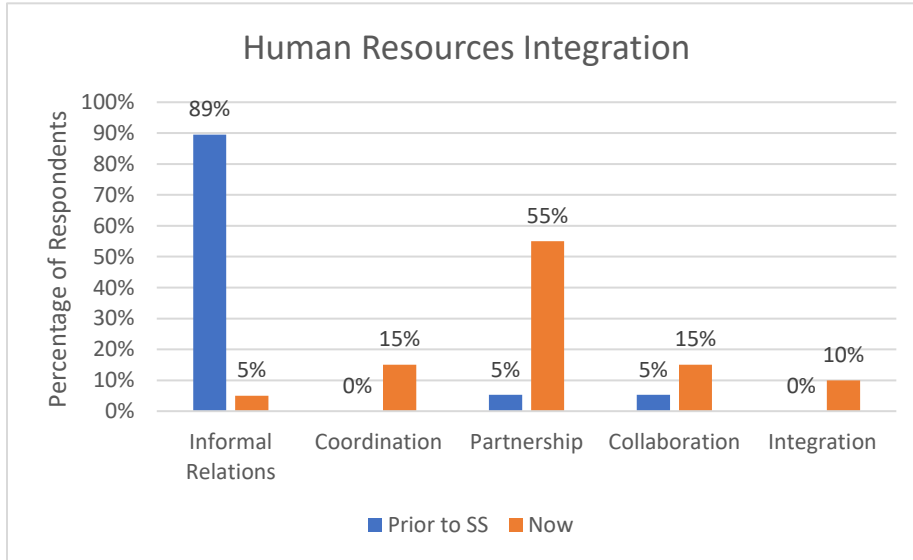 Human Resources Integration
Percentage of Respondents
100%
90%
80%
70%
60%
50%
40%
30%
20%
10%
0%
89%
5%
0%
15%
5%
55%
5%
15%
0%
10%
Informal
Relations
Coordination
Partnership
Collaboration
Integration
Prior to SS
Now